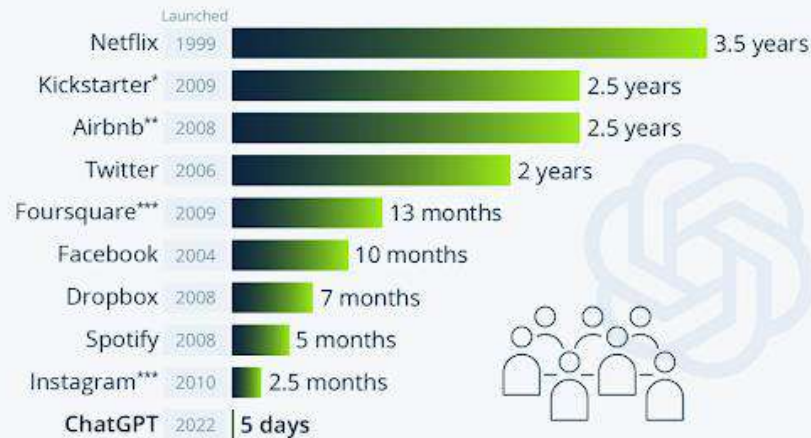 Launched
Netflix 1999 3.5 years
Kickstarter* 2009 2.5 years
Airbnb** 2008 2.5 years
Twitter 2006 2 years
Foursquare*** 2009 13 months
Facebook 2004 10 months
Dropbox 2008 7 months
Spotify 2008 5 months
Instagram*** 2010 2.5 months
ChatGPT 2022 5 days